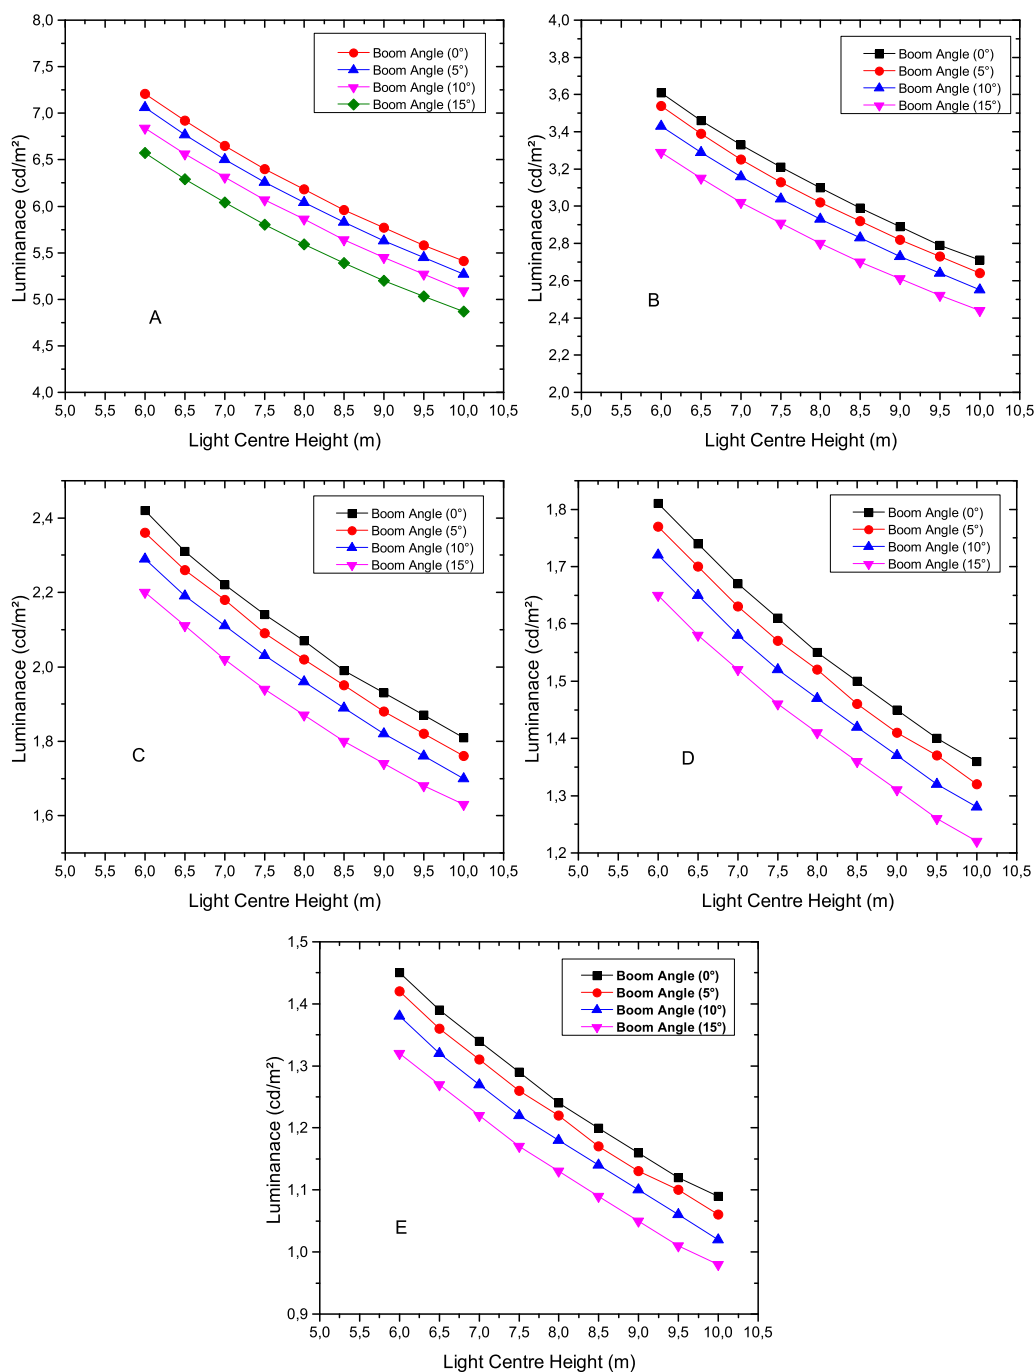 8,0
7,5
7,0
6,5
6,0
5,5
5,0
4,5
4,0
Luminanace (cd/m²)
Boom Angle (0°)
Boom Angle (5°)
Boom Angle (10°)
Boom Angle (15°)
A
5,0 6,0 6,5 7,0 7,5 8,0 8,5 9,0 9,5 10,0 10,5
Light Centre Height (m)
4,0
3,8
3,6
3,4
3,2
3,0
2,8
2,6
2,4
2,2
2,0
Luminanace (cd/m²)
Boom Angle (0°)
Boom Angle (5°)
Boom Angle (10°)
Boom Angle (15°)
B
5,0 6,0 6,5 7,0 7,5 8,0 8,5 9,0 9,5 10,0 10,5
Light Centre Height (m)
2,4
2,2
2,0
1,8
1,6
Luminanace (cd/m²)
Boom Angle (0°)
Boom Angle (5°)
Boom Angle (10°)
Boom Angle (15°)
C
5,0 5,5 6,0 6,5 7,0 7,5 8,0 8,5 9,0 9,5 10,0 10,5
Light Centre Height (m)
1,8
1,7
1,6
1,5
1,4
1,3
1,2
Luminanace (cd/m²)
Boom Angle (0°)
Boom Angle (5°)
Boom Angle (10°)
Boom Angle (15°)
D
5,0 5,5 6,0 6,5 7,0 7,5 8,0 8,5 9,0 9,5 10,0 10,5
Light Centre Height (m)
1,5
1,4
1,3
1,2
1,1
1,0
0,9
Luminanace (cd/m²)
Boom Angle (0°)
Boom Angle (5°)
Boom Angle (10°)
Boom Angle (15°)
E
5,0 5,5 6,0 6,5 7,0 7,5 8,0 8,5 9,0 9,5 10,0 10,5
Light Centre Height (m)